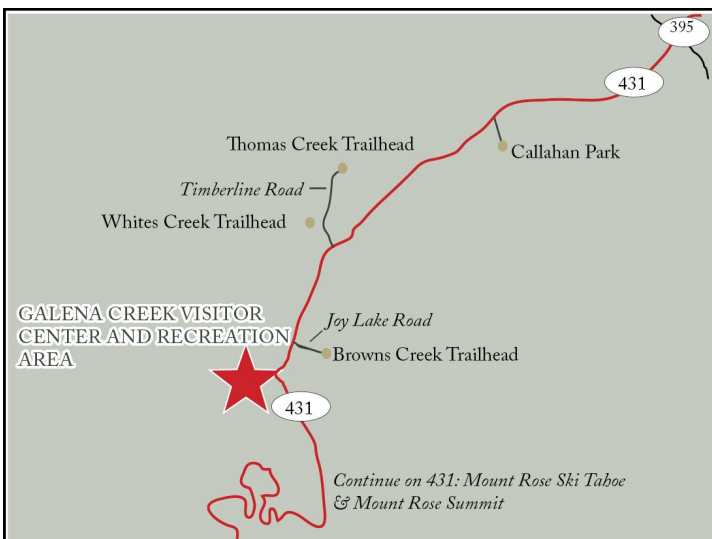 395
431
Thomas Creek Trailhead
Callahan Park
Timberline Road
Whites Creek Trailhead
GALENA CREEK VISITOR
CENTER AND RECREATION
AREA
Joy Lake Road
Browns Creek Trailhead
431
Continue on 431: Mount Rose Ski Tahoe
& Mount Rose Summit